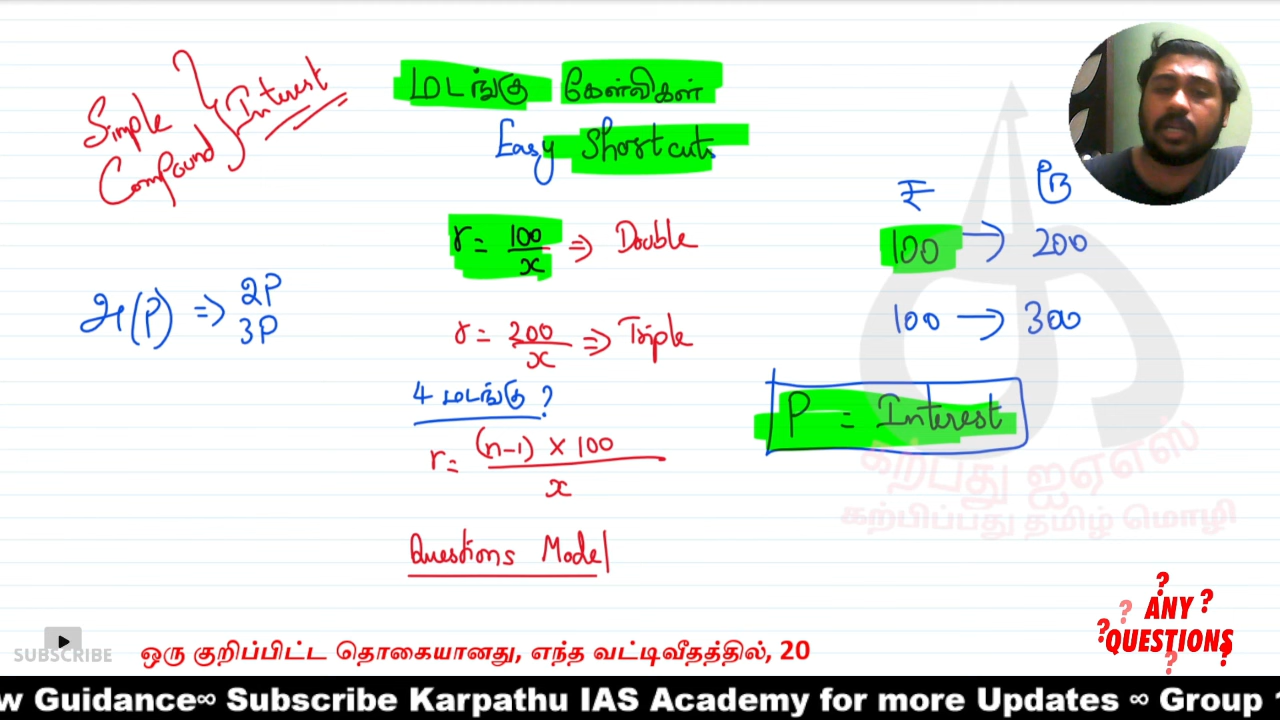 Simple
Compound } Interest
மடங்கு கேள்விகள்
Easy Shortcuts
r = 100/x => Double
r = 200/x => Triple
4 மடங்கு ?
r = (n-1) × 100 / x
Questions Model
(P) => 2P
3P
₹ ரூ
100 → 200
100 → 300
P = Interest
கற்பது ஐஏஎஸ்
கற்பிப்பது தமிழ் மொழி
? ANY ?
? QUESTIONS ?
?
SUBSCRIBE
ஒரு குறிப்பிட்ட தொகையானது, எந்த வட்டிவீதத்தில், 20
w Guidance∞ Subscribe Karpathu IAS Academy for more Updates ∞ Group